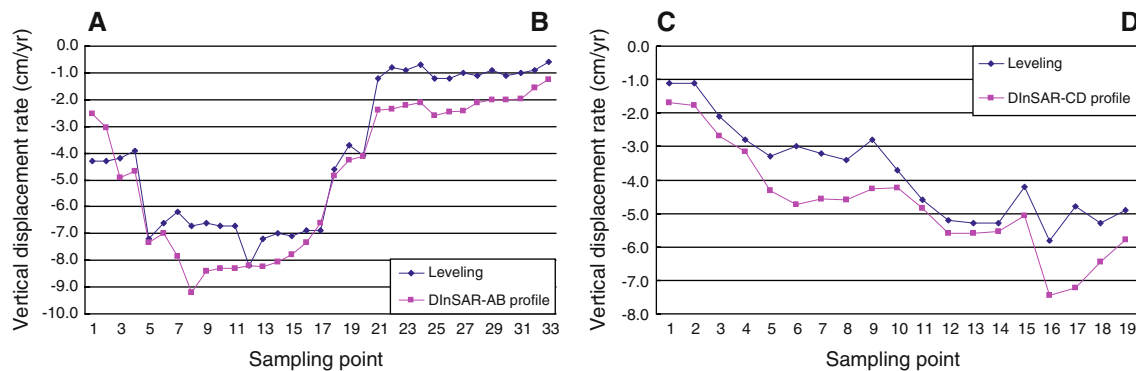 A B
Vertical displacement rate (cm/yr)
0.0
-1.0
-2.0
-3.0
-4.0
-5.0
-6.0
-7.0
-8.0
-9.0
-10.0
Leveling
DInSAR-AB profile
1 3 5 7 9 11 13 15 17 19 21 23 25 27 29 31 33
Sampling point
C D
Vertical displacement rate (cm/yr)
0.0
-1.0
-2.0
-3.0
-4.0
-5.0
-6.0
-7.0
-8.0
Leveling
DInSAR-CD profile
1 2 3 4 5 6 7 8 9 10 11 12 13 14 15 16 17 18 19
Sampling point